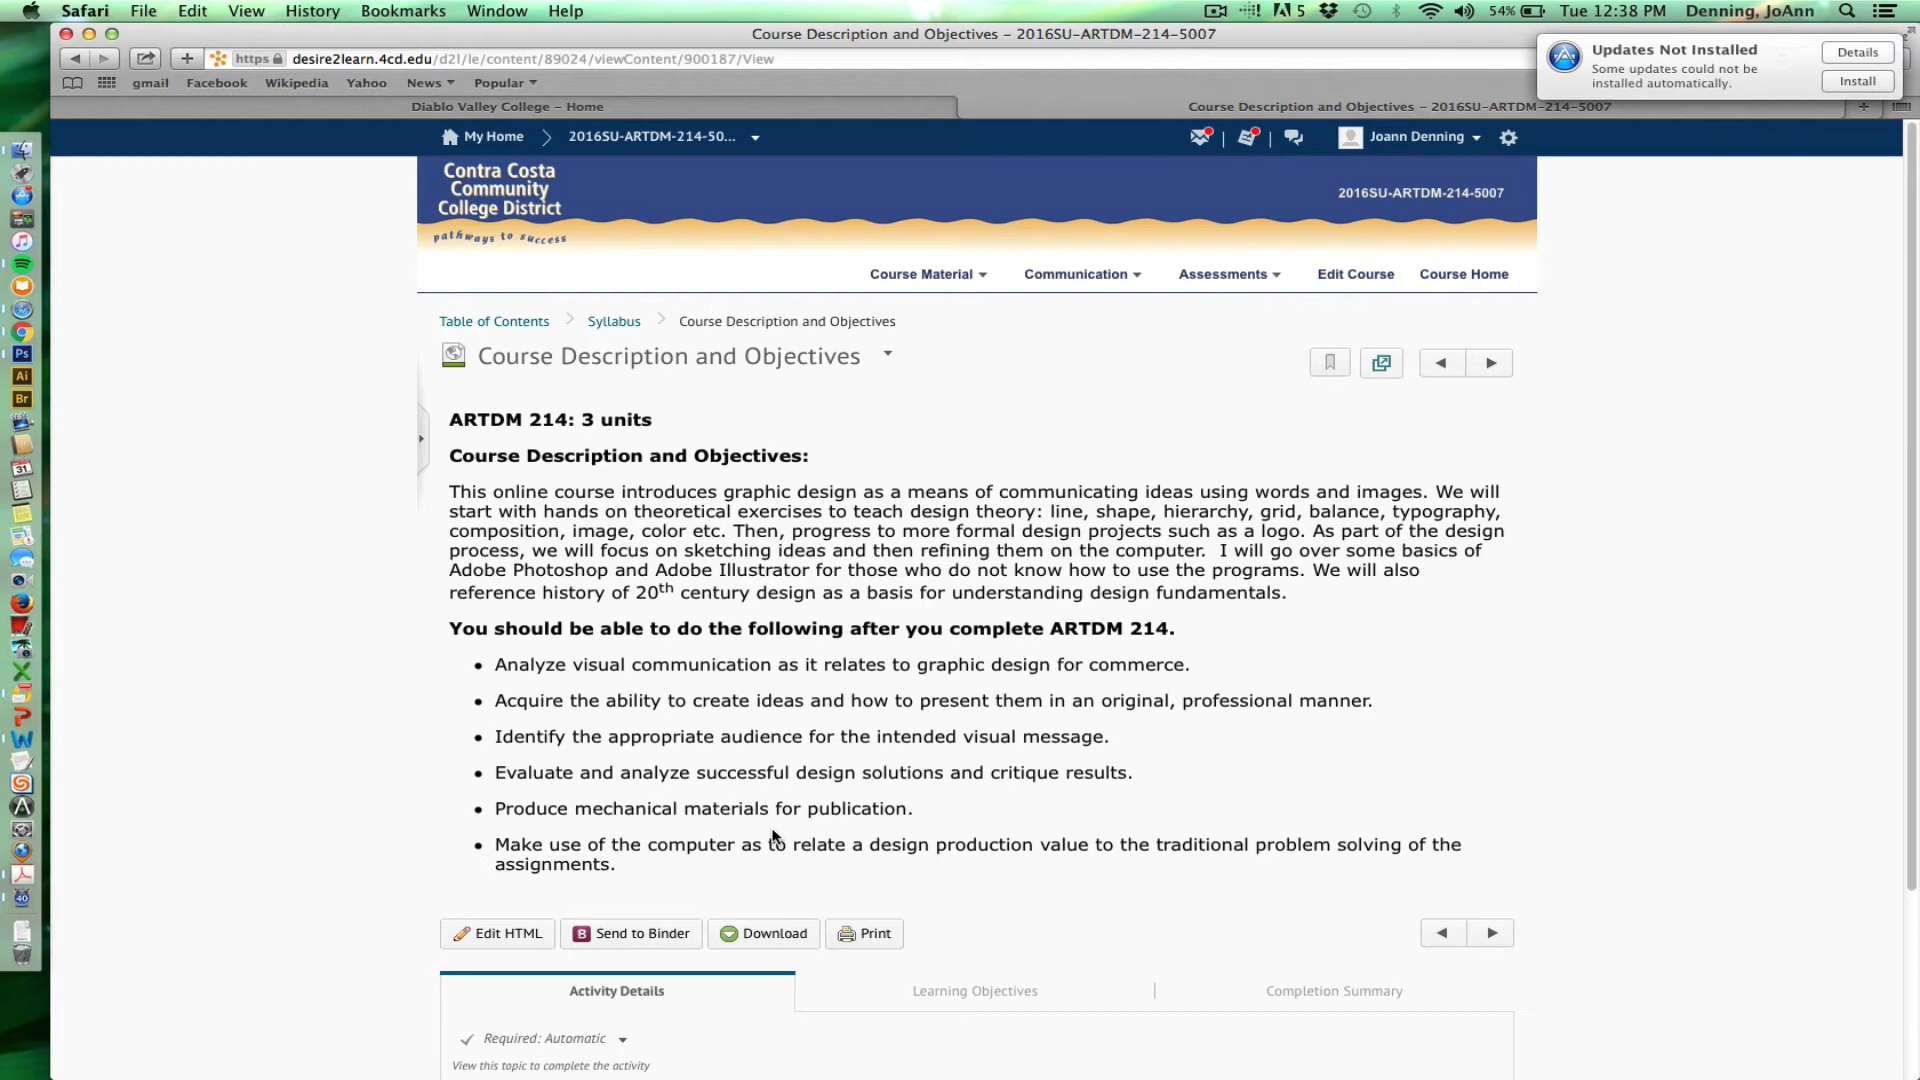 Safari File Edit View History Bookmarks Window Help 5 54% Tue 12:38 PM Denning, JoAnn
Course Description and Objectives – 2016SU-ARTDM-214-5007
https desire2learn.4cd.edu/d2l/le/content/89024/viewContent/900187/View
Updates Not Installed
Some updates could not be
installed automatically.
Details
Install
gmail Facebook Wikipedia Yahoo News Popular
Diablo Valley College – Home
Course Description and Objectives – 2016SU-ARTDM-214-5007
My Home 2016SU-ARTDM-214-50... Joann Denning
Contra Costa
Community
College District
pathways to success
2016SU-ARTDM-214-5007
Course Material Communication Assessments Edit Course Course Home
Table of Contents Syllabus Course Description and Objectives
Course Description and Objectives
ARTDM 214: 3 units
Course Description and Objectives:
This online course introduces graphic design as a means of communicating ideas using words and images. We will
start with hands on theoretical exercises to teach design theory: line, shape, hierarchy, grid, balance, typography,
composition, image, color etc. Then, progress to more formal design projects such as a logo. As part of the design
process, we will focus on sketching ideas and then refining them on the computer. I will go over some basics of
Adobe Photoshop and Adobe Illustrator for those who do not know how to use the programs. We will also
reference history of 20th century design as a basis for understanding design fundamentals.
You should be able to do the following after you complete ARTDM 214.
• Analyze visual communication as it relates to graphic design for commerce.
• Acquire the ability to create ideas and how to present them in an original, professional manner.
• Identify the appropriate audience for the intended visual message.
• Evaluate and analyze successful design solutions and critique results.
• Produce mechanical materials for publication.
• Make use of the computer as to relate a design production value to the traditional problem solving of the
assignments.
Edit HTML B Send to Binder Download Print
Activity Details Learning Objectives Completion Summary
Required: Automatic
View this topic to complete the activity
Ps
Ai
Br
31
W
40